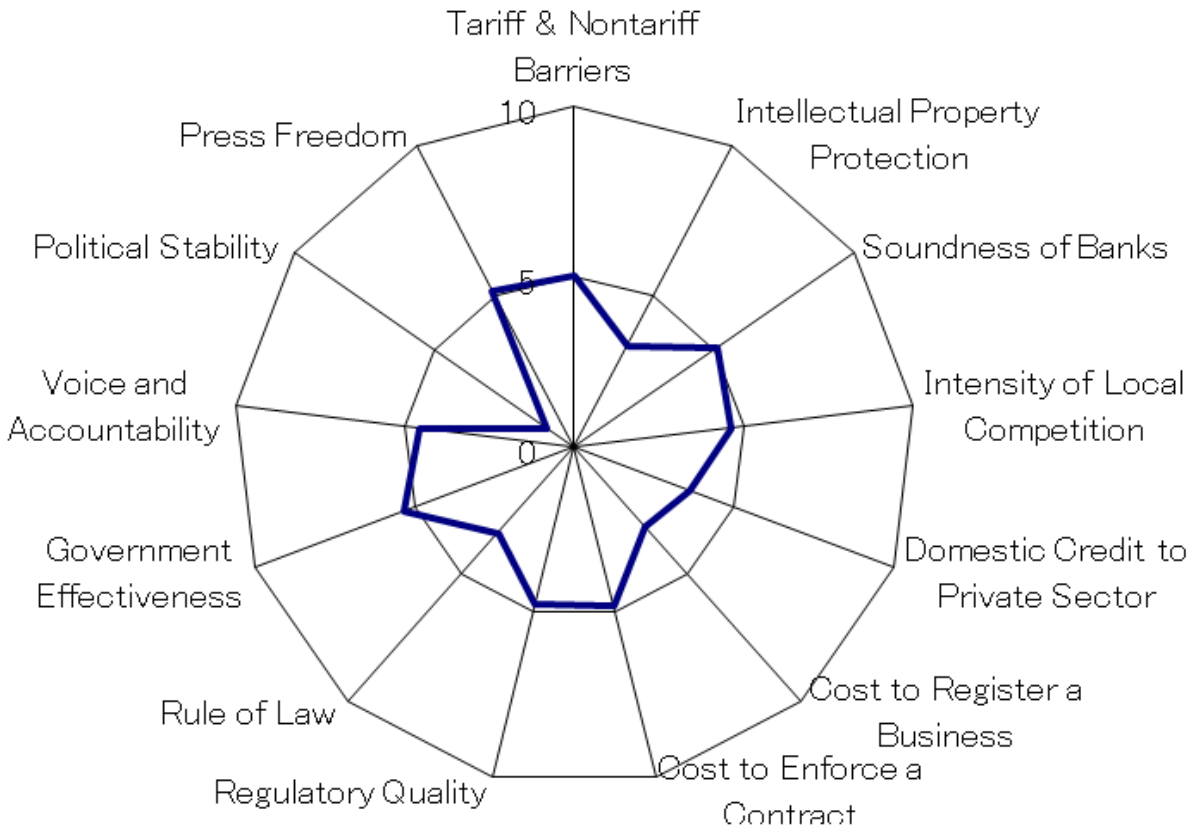 Tariff & Nontariff
Barriers
10
Intellectual Property
Protection
Press Freedom
Political Stability
Soundness of Banks
5
Voice and
Accountability
Intensity of Local
Competition
0
Government
Effectiveness
Domestic Credit to
Private Sector
Rule of Law
Cost to Register a
Business
Regulatory Quality
Cost to Enforce a
Contract